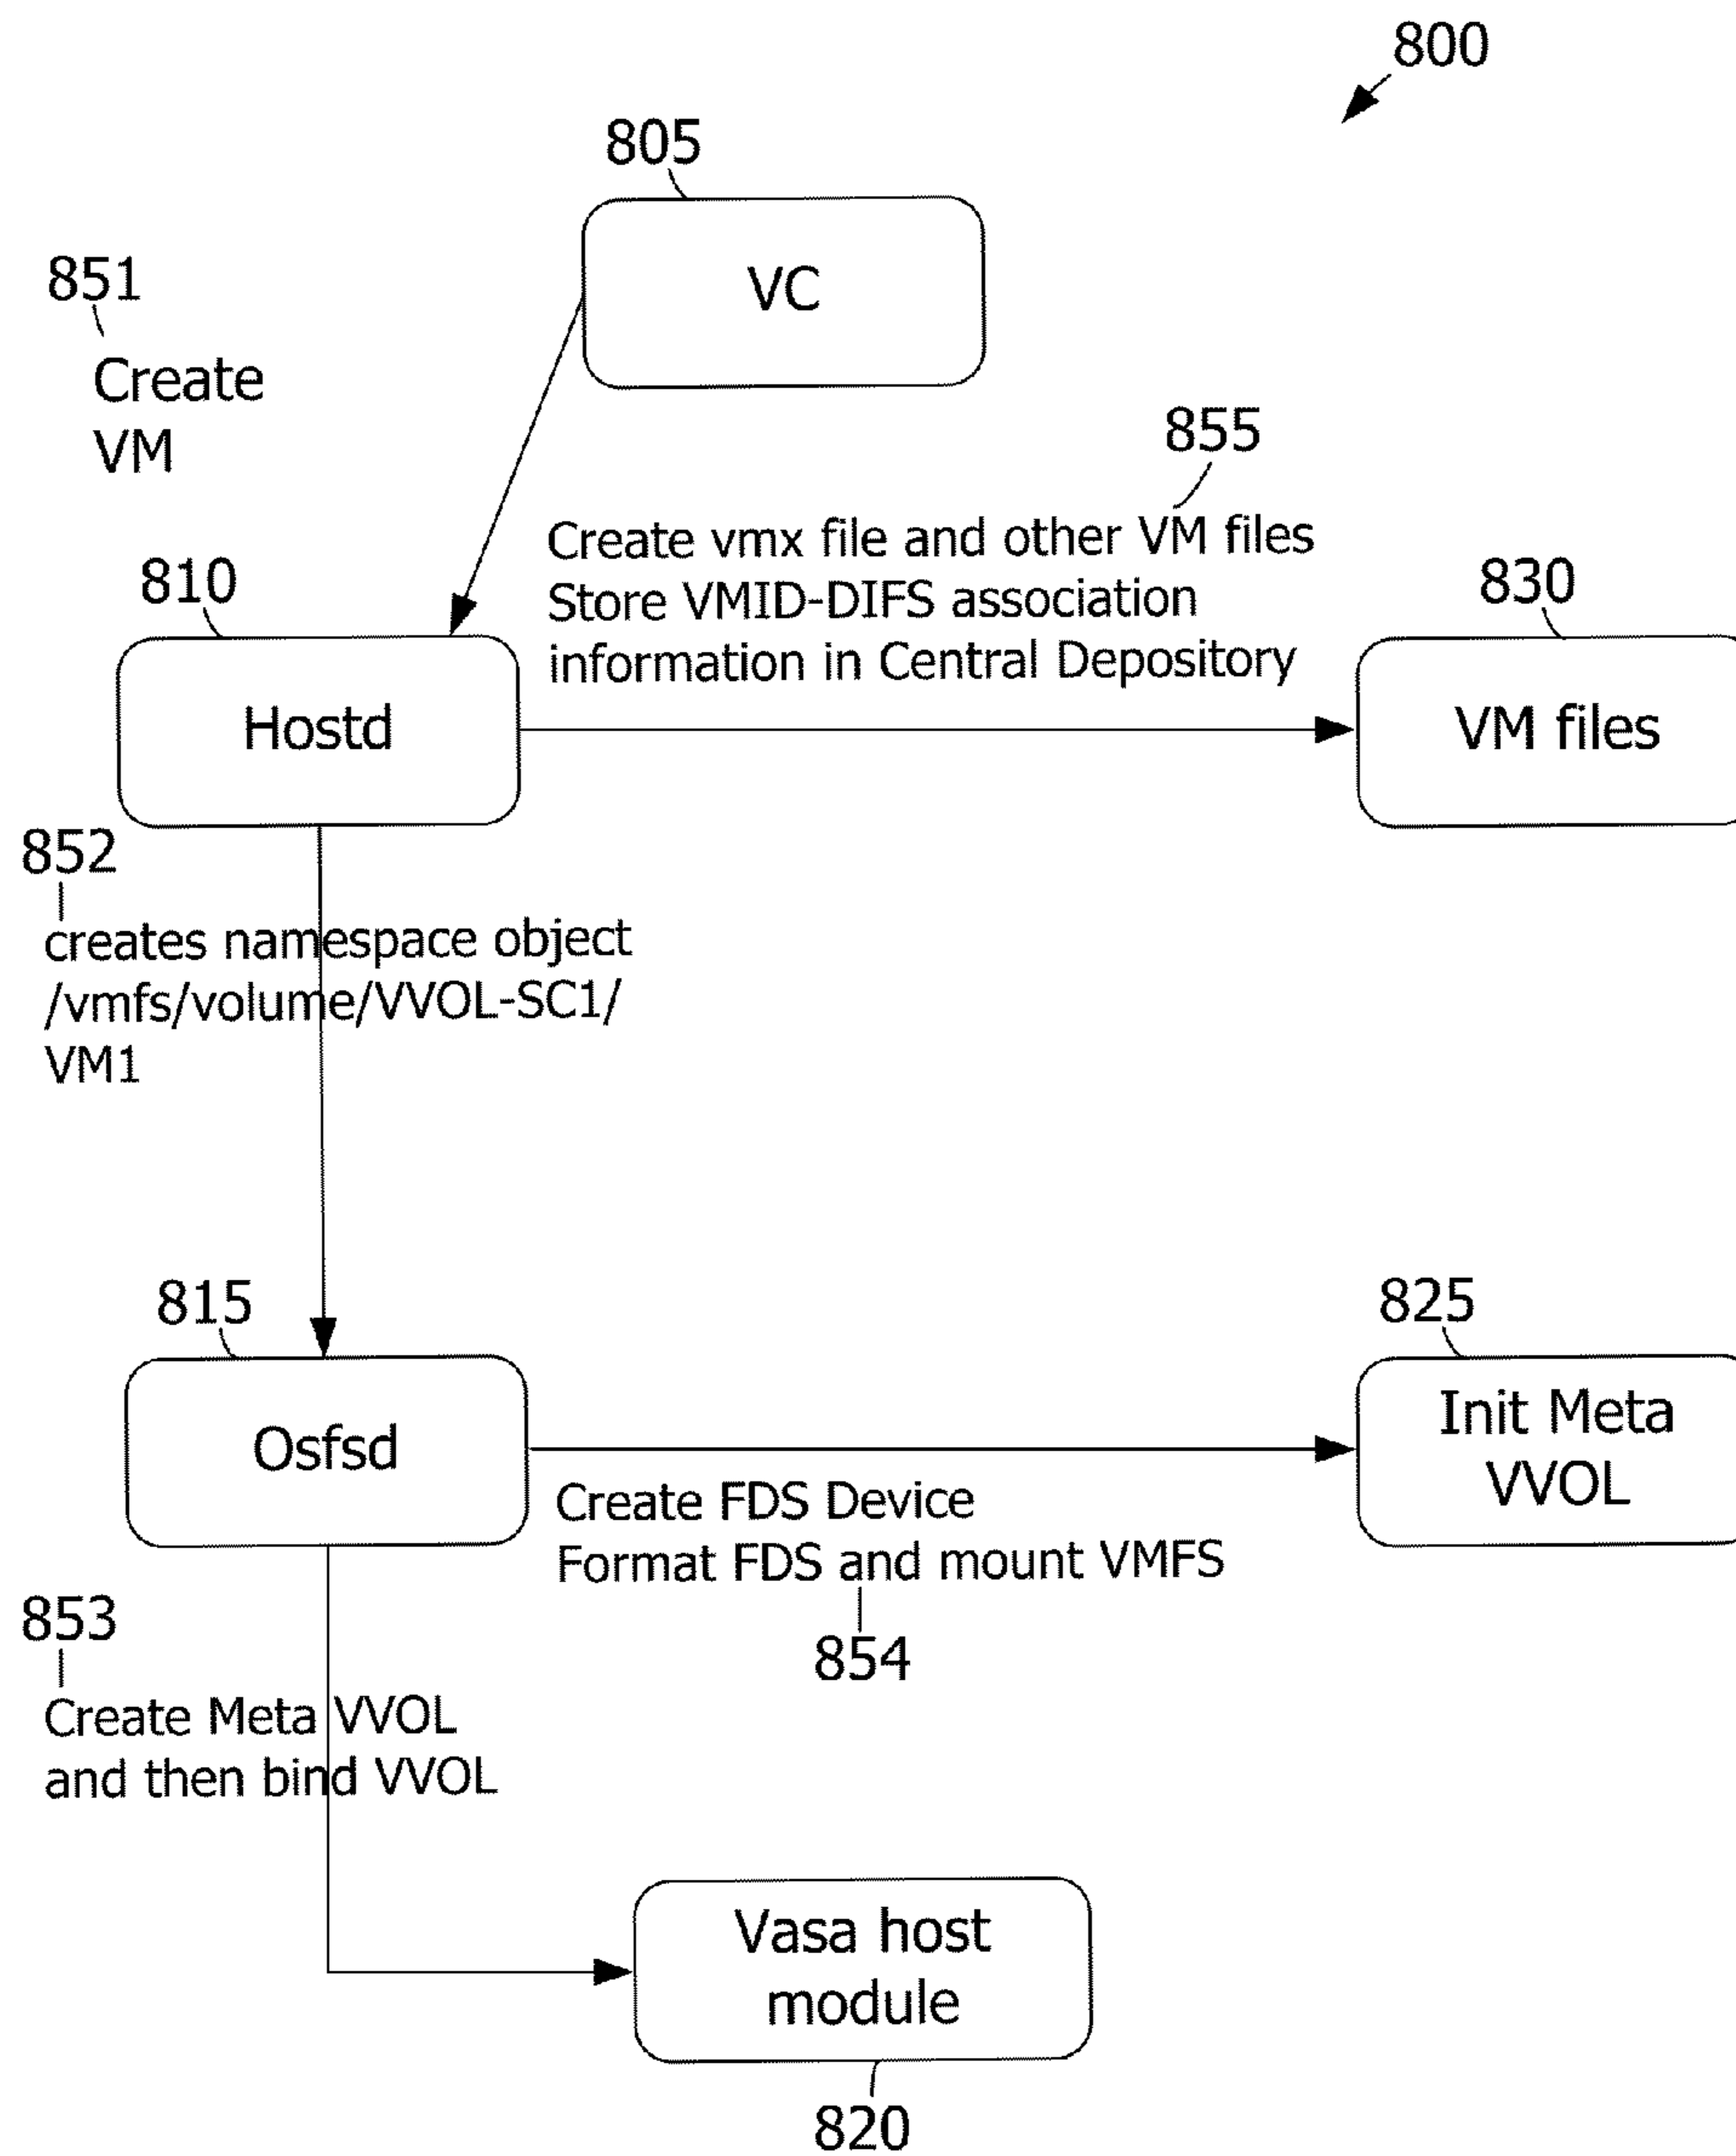 800
805
VC
851
Create
VM
855
Create vmx file and other VM files
Store VMID-DIFS association
information in Central Depository
810
Hostd
830
VM files
852
creates namespace object
/vmfs/volume/VVOL-SC1/
VM1
815
Osfsd
825
Init Meta
VVOL
Create FDS Device
Format FDS and mount VMFS
854
853
Create Meta VVOL
and then bind VVOL
Vasa host
module
820